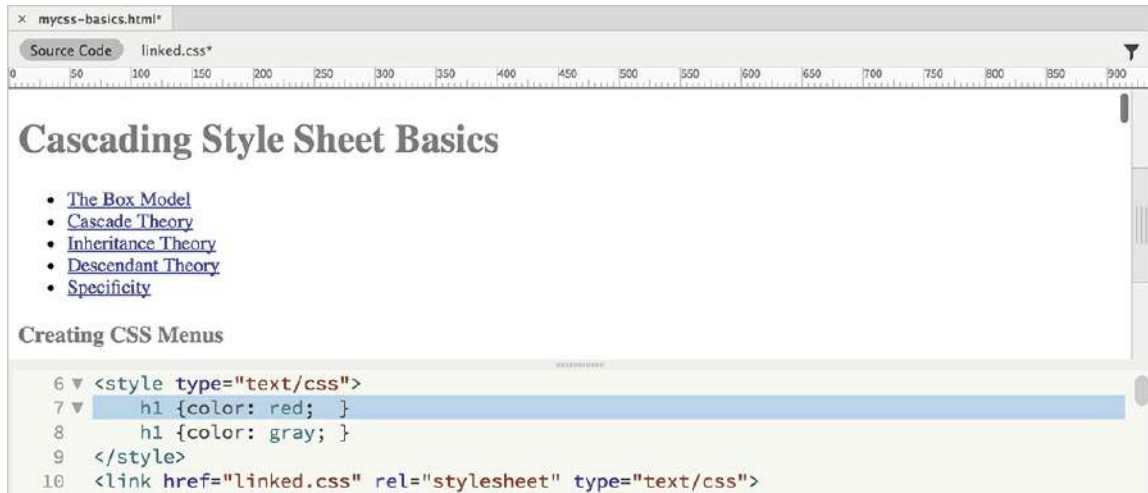 × mycss-basics.html*
Source Code linked.css*
0 50 100 150 200 250 300 350 400 450 500 550 600 650 700 750 800 850 900
Cascading Style Sheet Basics
• The Box Model
• Cascade Theory
• Inheritance Theory
• Descendant Theory
• Specificity
Creating CSS Menus
6 ▼ <style type="text/css">
7 ▼ h1 {color: red;  }
8 h1 {color: gray; }
9 </style>
10 <link href="linked.css" rel="stylesheet" type="text/css">